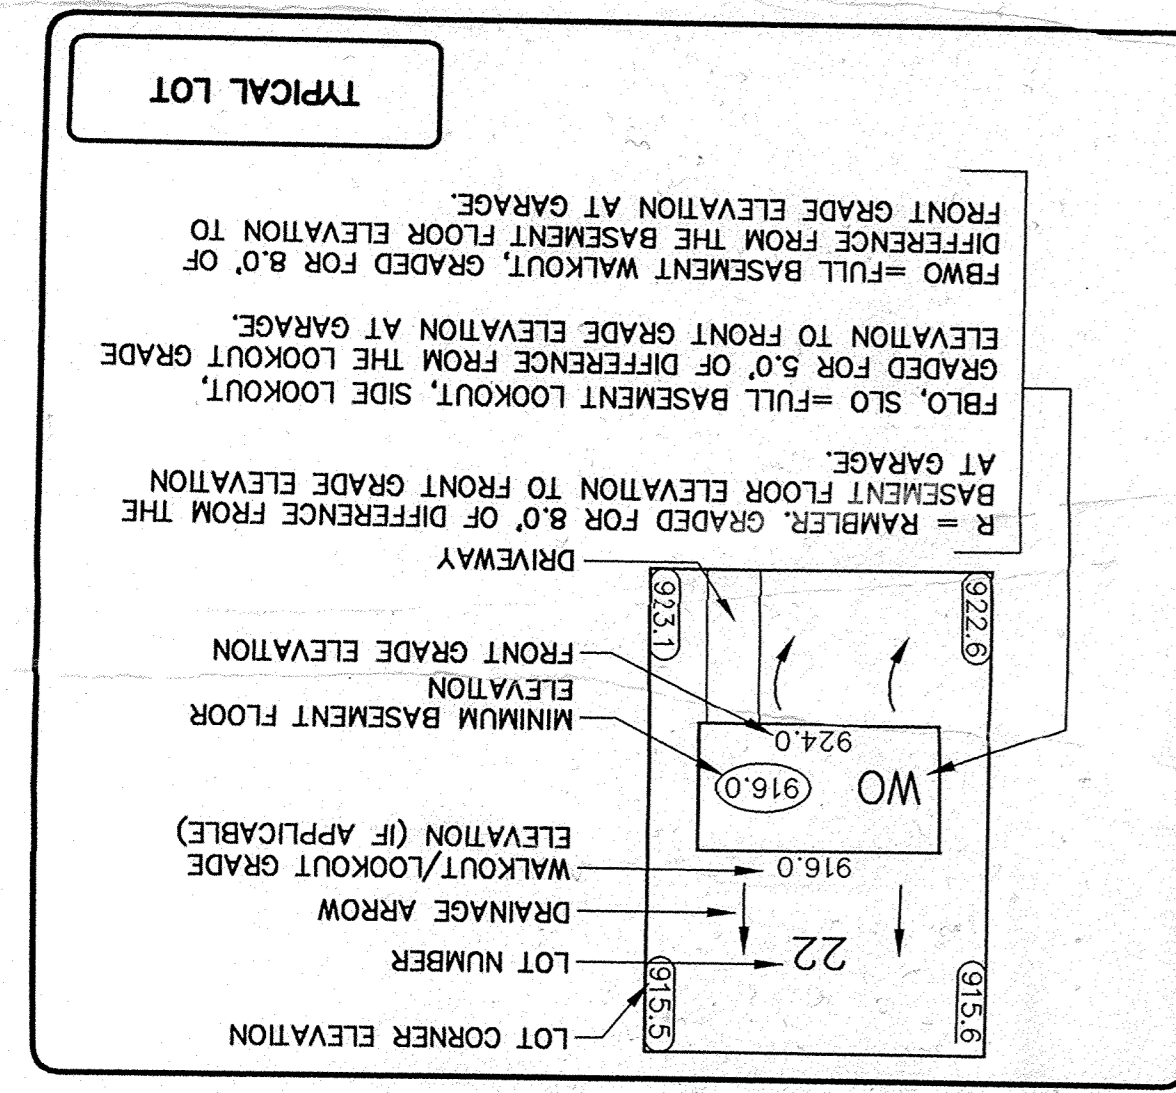 LOT CORNER ELEVATION
915.6
915.5
LOT NUMBER
22
DRAINAGE ARROW
WALKOUT/LOOKOUT GRADE
ELEVATION (IF APPLICABLE)
916.0
WO
916.0
MINIMUM BASEMENT FLOOR
ELEVATION
924.0
FRONT GRADE ELEVATION
922.6
923.1
DRIVEWAY
R = RAMBLER. GRADED FOR 8.0' OF DIFFERENCE FROM THE
BASEMENT FLOOR ELEVATION TO FRONT GRADE ELEVATION
AT GARAGE.
FBLO, SLO =FULL BASEMENT LOOKOUT, SIDE LOOKOUT,
GRADED FOR 5.0' OF DIFFERENCE FROM THE LOOKOUT GRADE
ELEVATION TO FRONT GRADE ELEVATION AT GARAGE.
FBWO =FULL BASEMENT WALKOUT, GRADED FOR 8.0' OF
DIFFERENCE FROM THE BASEMENT FLOOR ELEVATION TO
FRONT GRADE ELEVATION AT GARAGE.
TYPICAL LOT